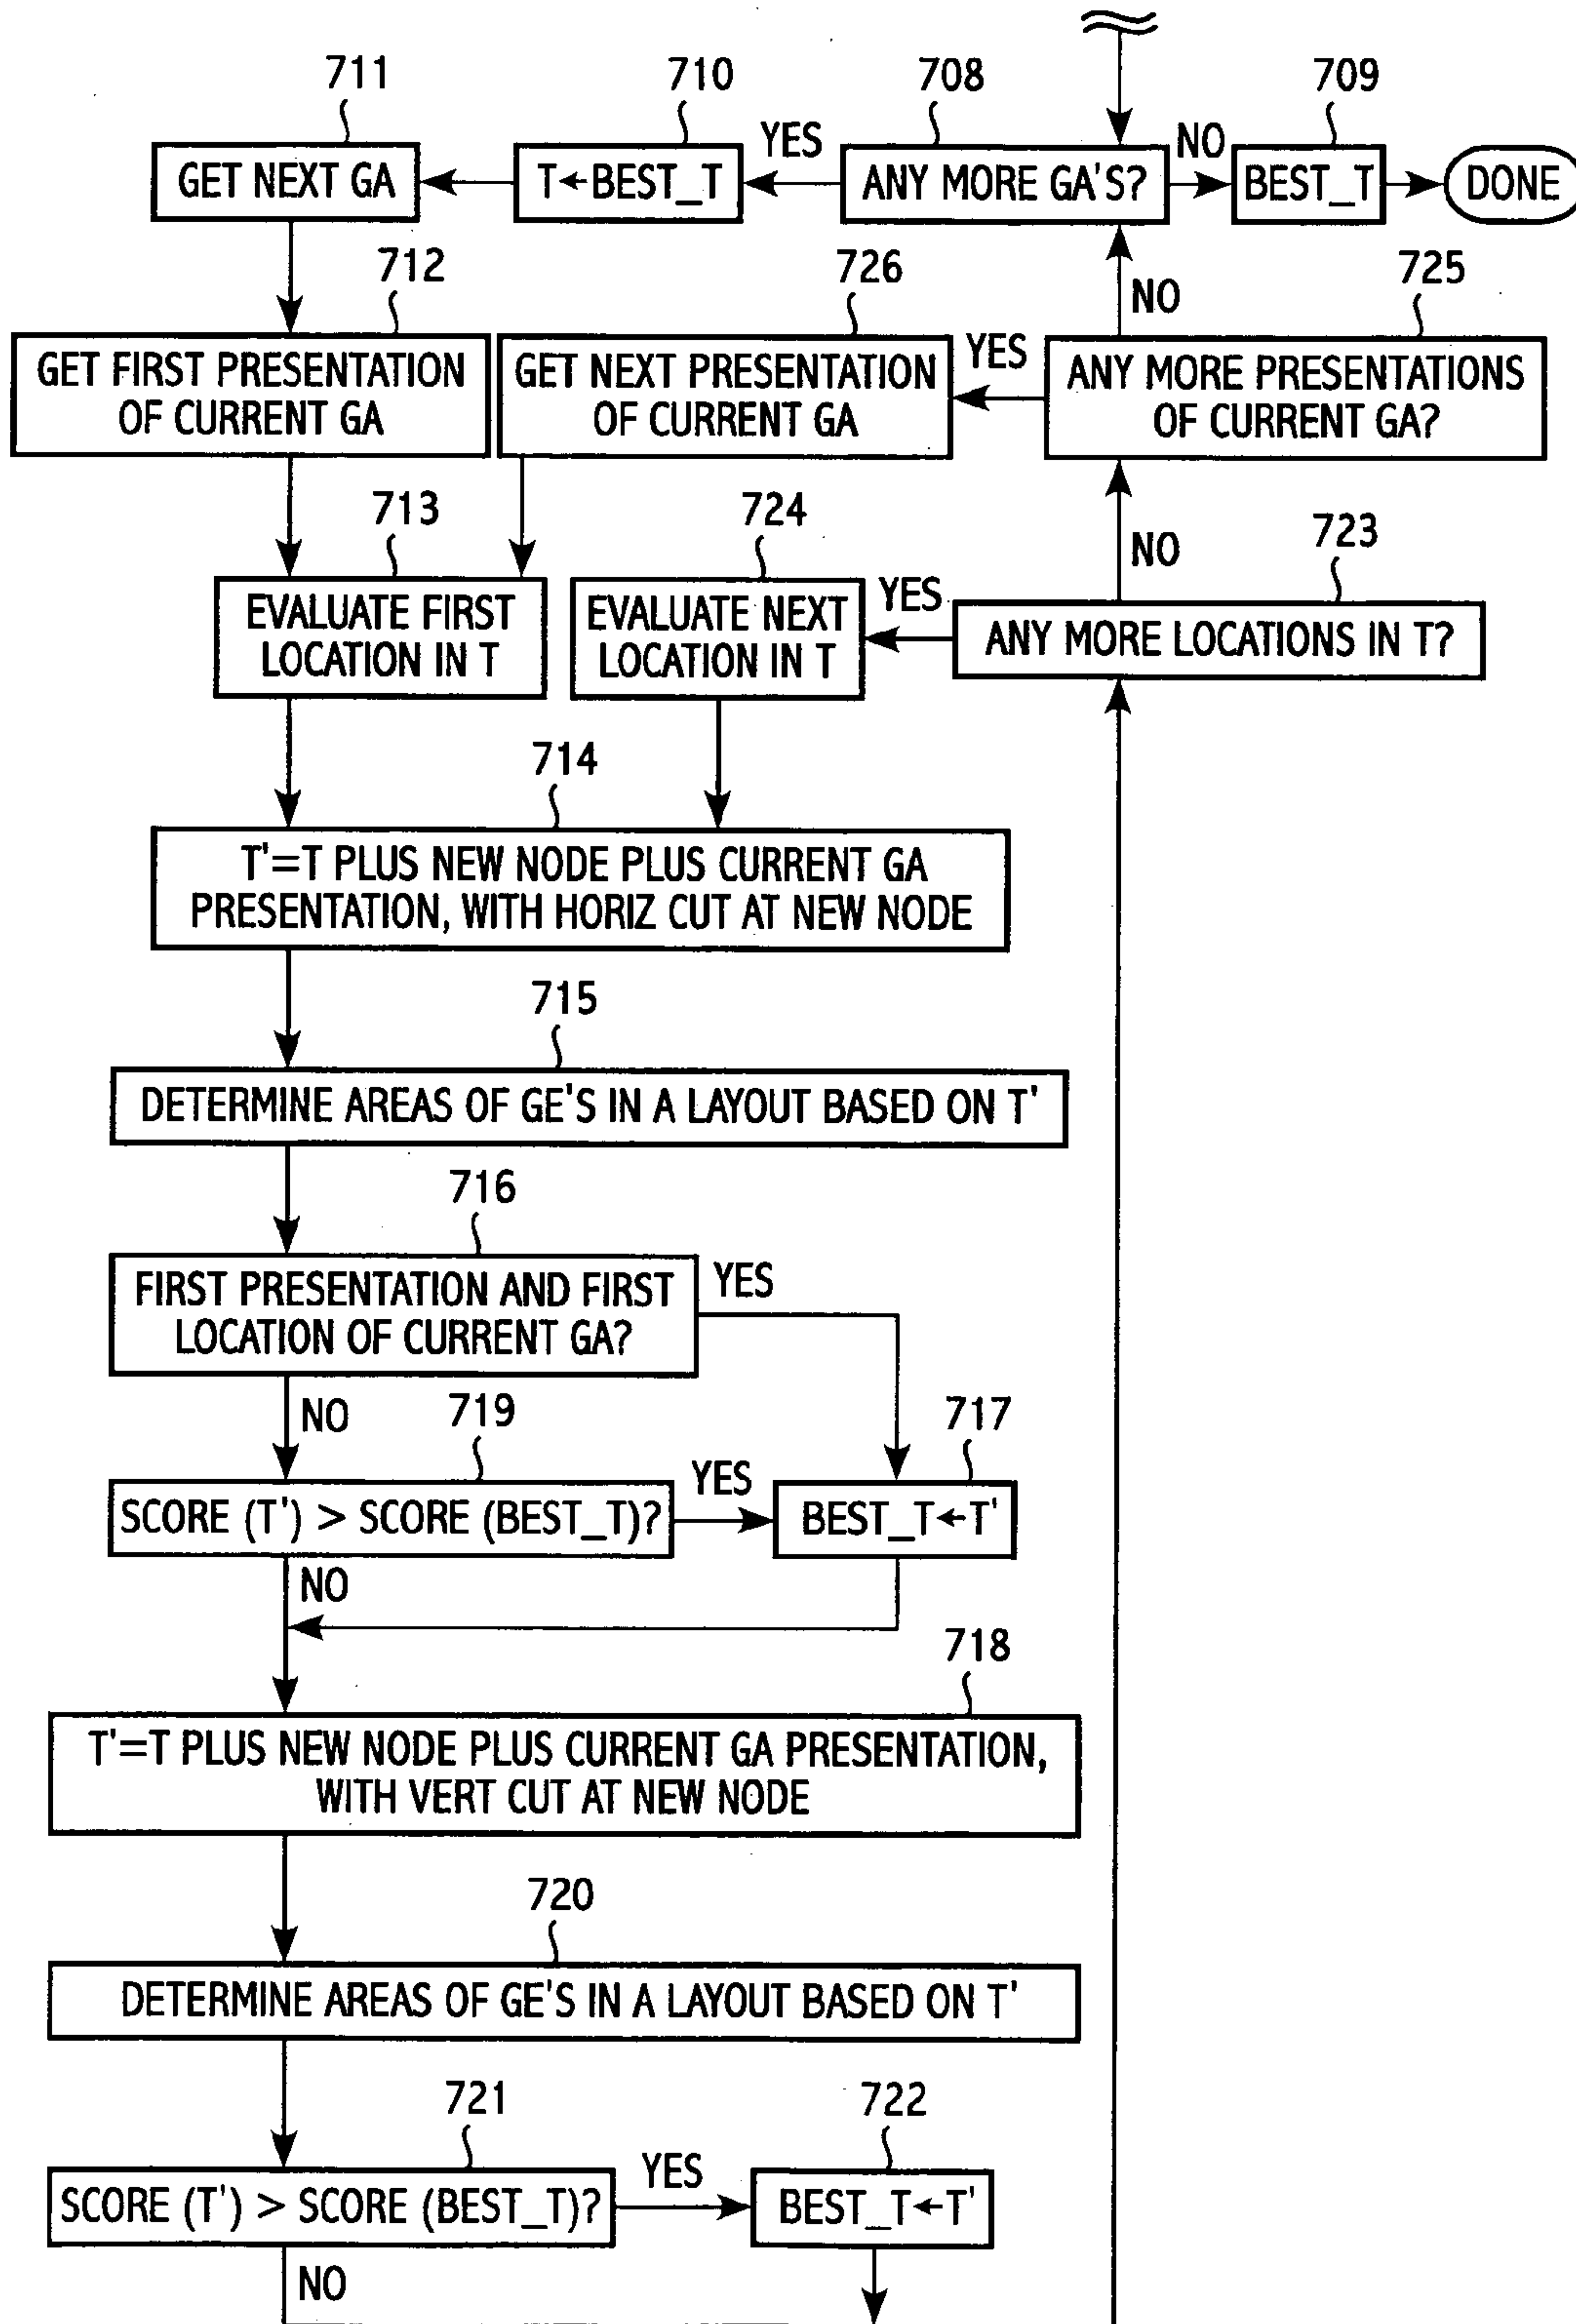 711
710
708
709
GET NEXT GA
T←BEST_T
YES
ANY MORE GA'S?
NO
BEST_T
DONE
712
726
NO
725
GET FIRST PRESENTATION
OF CURRENT GA
GET NEXT PRESENTATION
OF CURRENT GA
YES
ANY MORE PRESENTATIONS
OF CURRENT GA?
713
724
NO
723
EVALUATE FIRST
LOCATION IN T
EVALUATE NEXT
LOCATION IN T
YES
ANY MORE LOCATIONS IN T?
714
T'=T PLUS NEW NODE PLUS CURRENT GA
PRESENTATION, WITH HORIZ CUT AT NEW NODE
715
DETERMINE AREAS OF GE'S IN A LAYOUT BASED ON T'
716
FIRST PRESENTATION AND FIRST
LOCATION OF CURRENT GA?
YES
NO
719
717
SCORE (T') > SCORE (BEST_T)?
YES
BEST_T←T'
NO
718
T'=T PLUS NEW NODE PLUS CURRENT GA PRESENTATION,
WITH VERT CUT AT NEW NODE
720
DETERMINE AREAS OF GE'S IN A LAYOUT BASED ON T'
721
722
SCORE (T') > SCORE (BEST_T)?
YES
BEST_T←T'
NO